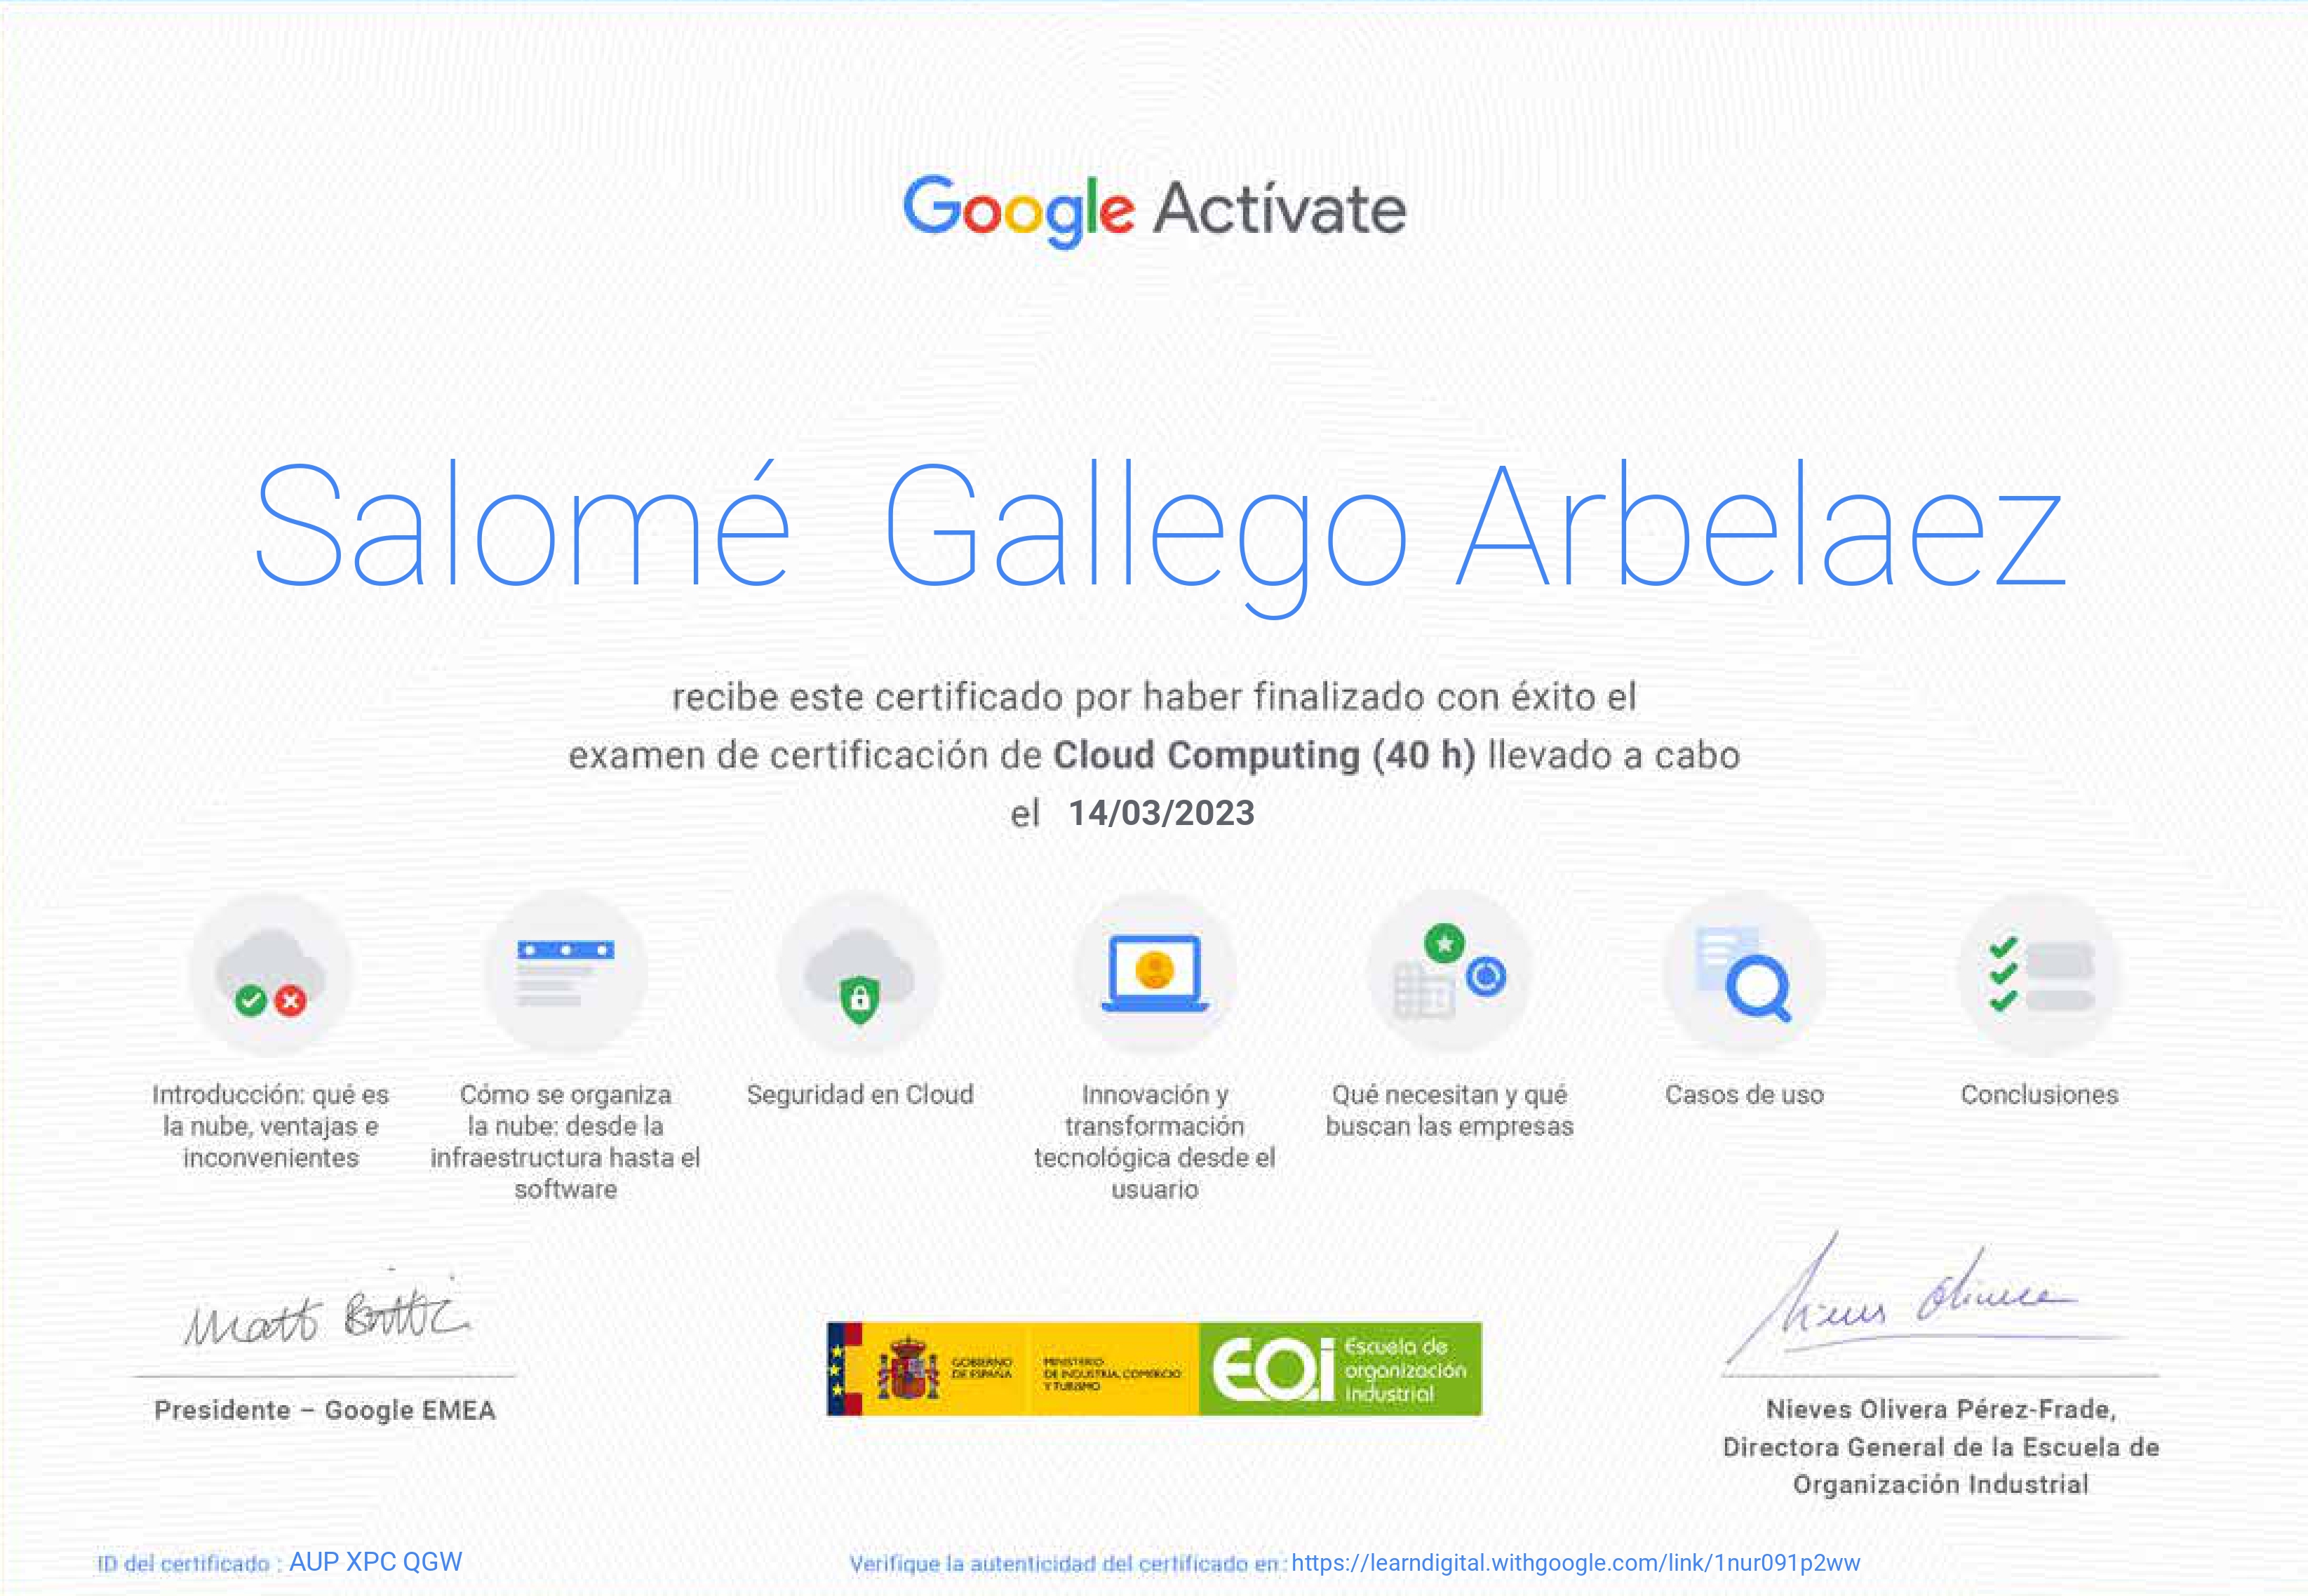 Google Actívate
Salomé Gallego Arbelaez
recibe este certificado por haber finalizado con éxito el
examen de certificación de Cloud Computing (40 h) llevado a cabo
el 14/03/2023
Introducción: qué es
la nube, ventajas e
inconvenientes
Cómo se organiza
la nube: desde la
infraestructura hasta el
software
Seguridad en Cloud
Innovación y
transformación
tecnológica desde el
usuario
Qué necesitan y qué
buscan las empresas
Casos de uso
Conclusiones
Matt Brittin
Presidente – Google EMEA
GOBIERNO
DE ESPAÑA
MINISTERIO
DE INDUSTRIA, COMERCIO
Y TURISMO
EOi
Escuela de
organización
industrial
Nieves Olivera
Nieves Olivera Pérez-Frade,
Directora General de la Escuela de
Organización Industrial
ID del certificado : AUP XPC QGW
Verifique la autenticidad del certificado en: https://learndigital.withgoogle.com/link/1nur091p2ww